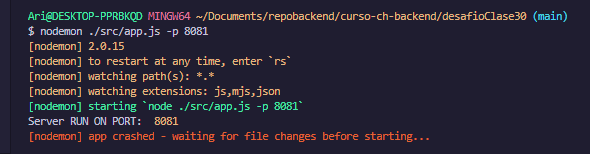 Ari@DESKTOP-PPRBKQD MINGW64 ~/Documents/repobackend/curso-ch-backend/desafioClase30 (main)
$ nodemon ./src/app.js -p 8081
[nodemon] 2.0.15
[nodemon] to restart at any time, enter `rs`
[nodemon] watching path(s): *.*
[nodemon] watching extensions: js,mjs,json
[nodemon] starting `node ./src/app.js -p 8081`
Server RUN ON PORT:  8081
[nodemon] app crashed - waiting for file changes before starting...